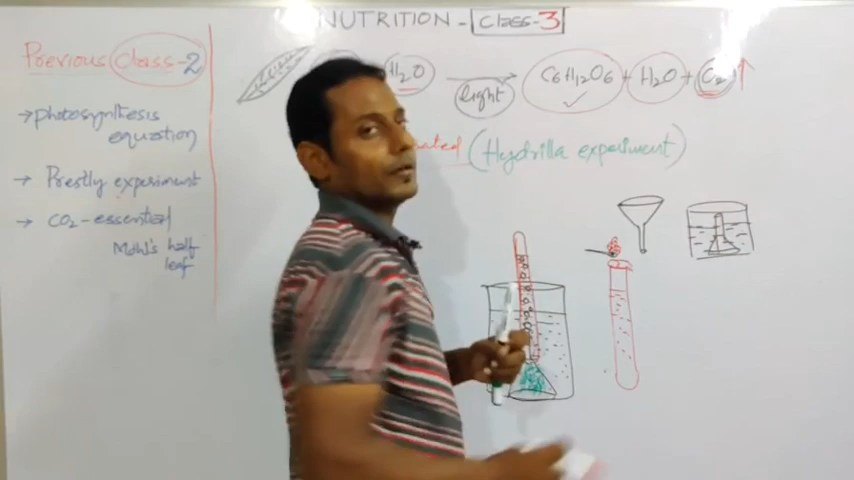 NUTRITION - Class-3
Previous Class-2
→ photosynthesis
equation
→ Prestly experiment
→ CO2 - essential
Mohl's half
leaf
H2O
light
C6H12O6 + H2O + O2 ↑
(Hydrilla experiment)